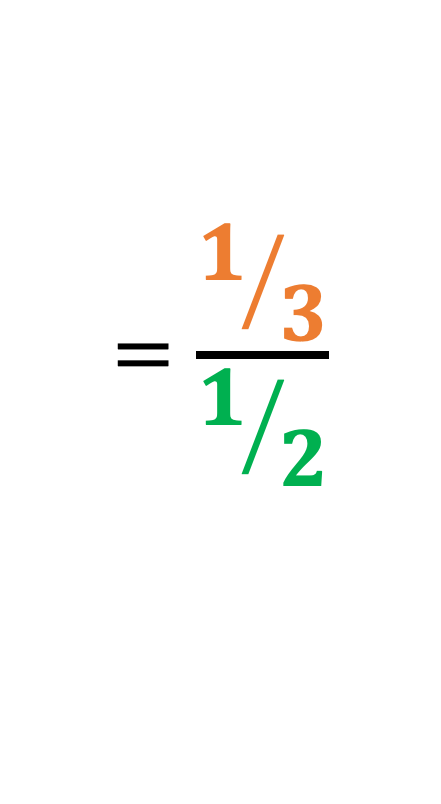 = 1/3
1/2